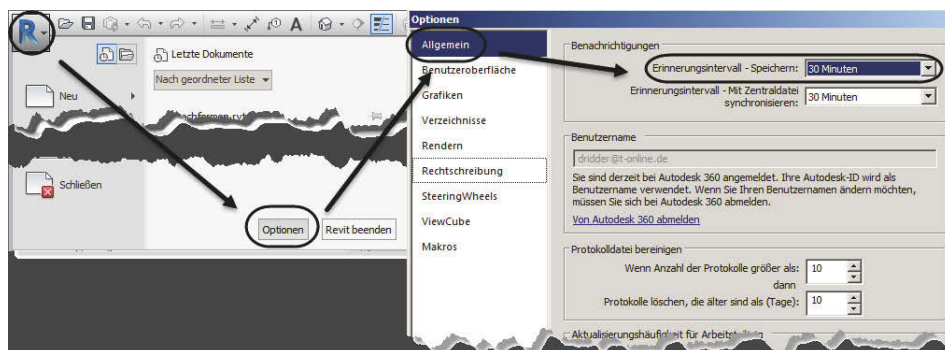 R
A
Letzte Dokumente
Nach geordneter Liste
Neu
Schließen
Optionen
Revit beenden
Optionen
Allgemein
Benutzeroberfläche
Grafiken
Verzeichnisse
Rendern
Rechtschreibung
SteeringWheels
ViewCube
Makros
Benachrichtigungen
Erinnerungsintervall - Speichern:
30 Minuten
Erinnerungsintervall - Mit Zentraldatei
synchronisieren:
30 Minuten
Benutzername
dridder@t-online.de
Sie sind derzeit bei Autodesk 360 angemeldet. Ihre Autodesk-ID wird als
Benutzername verwendet. Wenn Sie Ihren Benutzernamen ändern möchten,
müssen Sie sich bei Autodesk 360 abmelden.
Von Autodesk 360 abmelden
Protokolldatei bereinigen
Wenn Anzahl der Protokolle größer als:
10
dann
Protokolle löschen, die älter sind als (Tage):
10
Aktualisierungshäufigkeit für